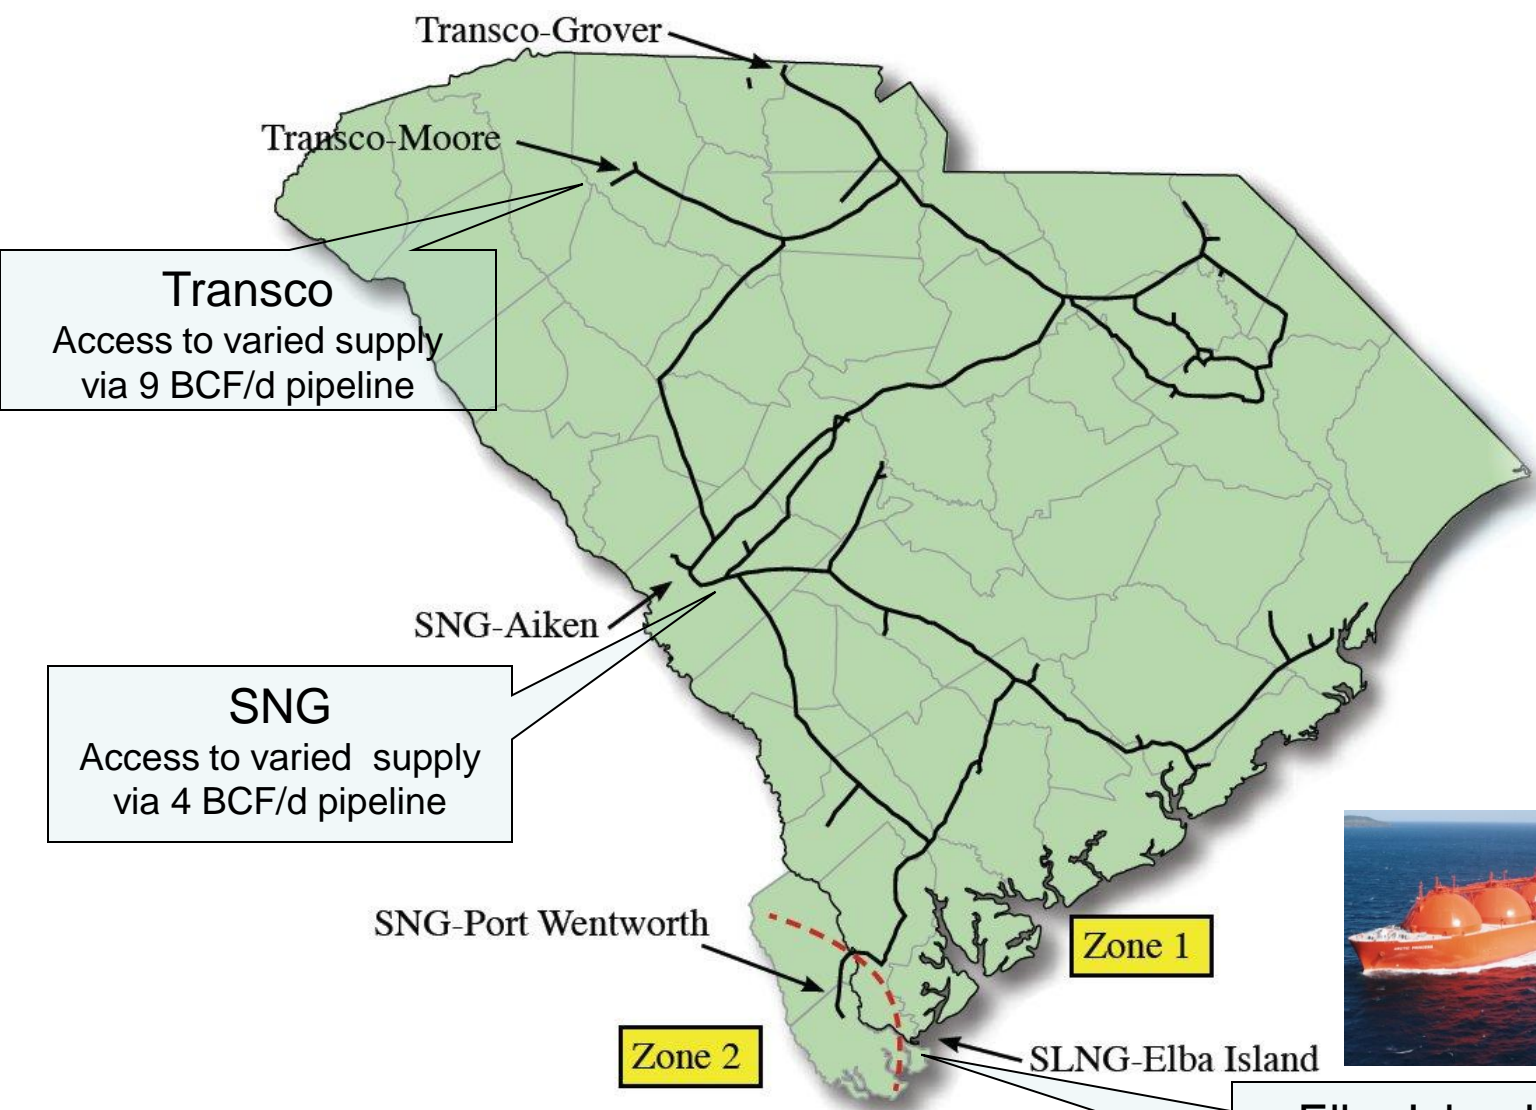 Transco-Grover
Transco-Moore
Transco
Access to varied supply
via 9 BCF/d pipeline
SNG-Aiken
SNG
Access to varied supply
via 4 BCF/d pipeline
SNG-Port Wentworth
Zone 1
Zone 2
SLNG-Elba Island